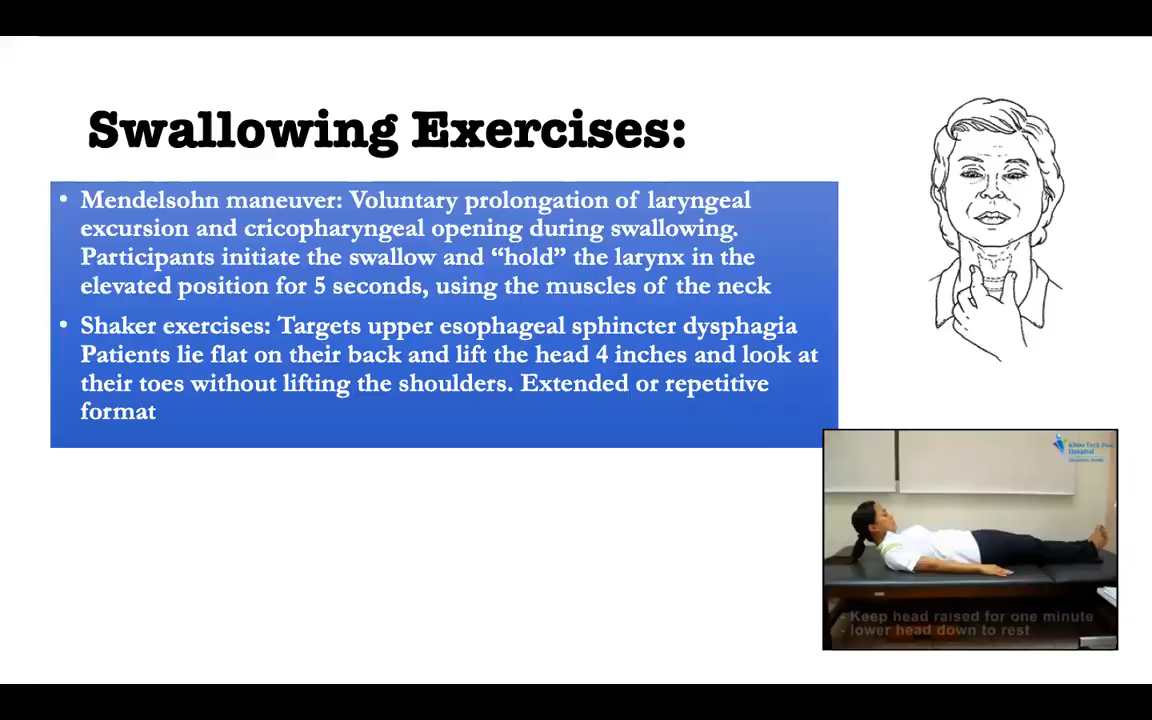 Swallowing Exercises:
• Mendelsohn maneuver: Voluntary prolongation of laryngeal
excursion and cricopharyngeal opening during swallowing.
Participants initiate the swallow and “hold” the larynx in the
elevated position for 5 seconds, using the muscles of the neck
• Shaker exercises: Targets upper esophageal sphincter dysphagia
Patients lie flat on their back and lift the head 4 inches and look at
their toes without lifting the shoulders. Extended or repetitive
format
Khoo Teck Puat
Hospital
- Keep head raised for one minute
- lower head down to rest